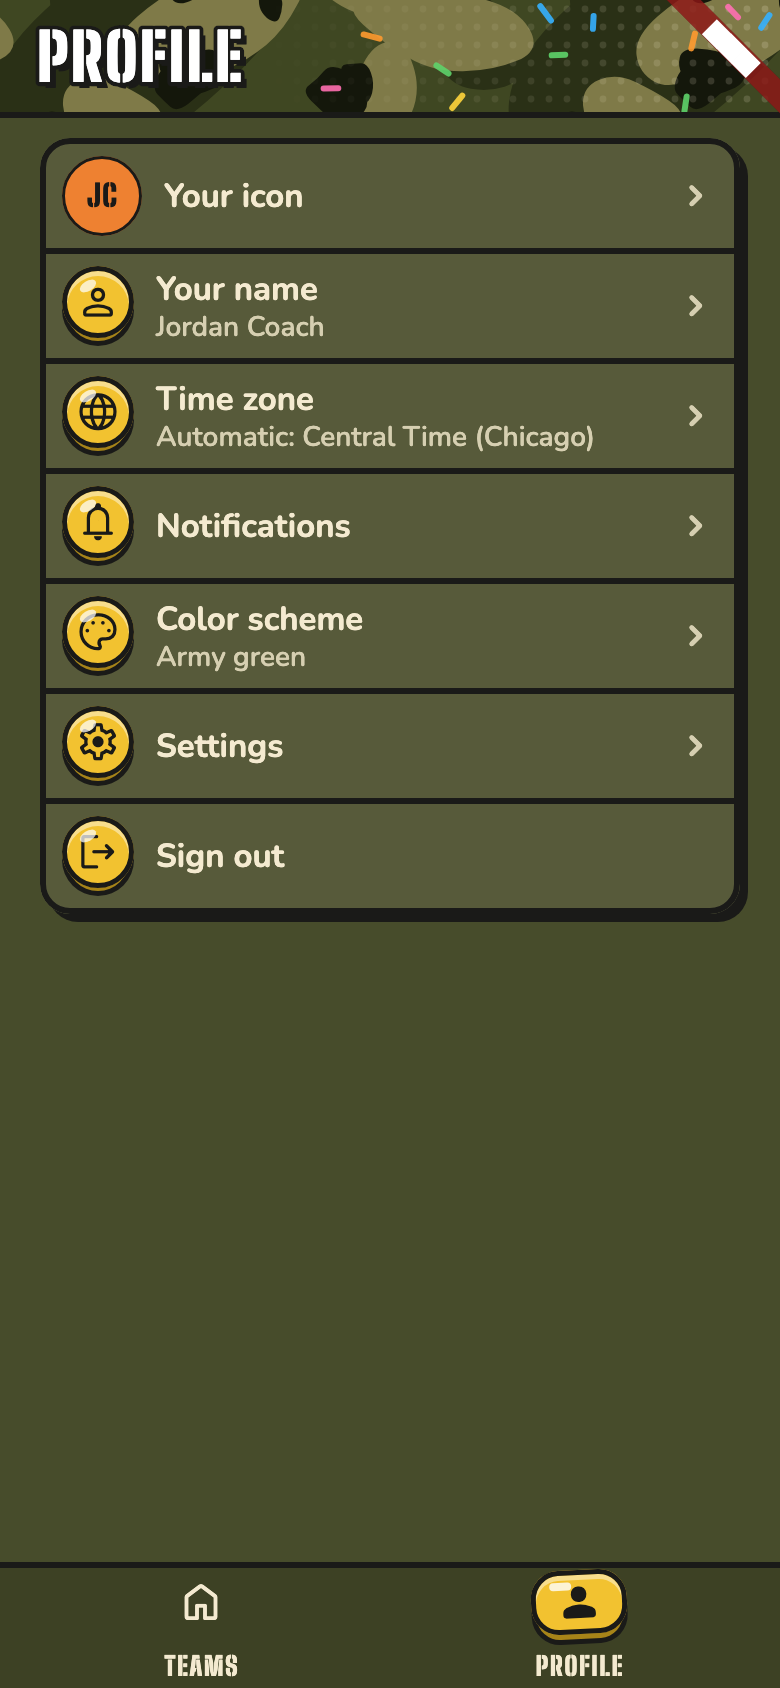 PROFILE
JC
Your icon
Your name
Jordan Coach
Time zone
Automatic: Central Time (Chicago)
Notifications
Color scheme
Army green
Settings
Sign out
TEAMS
PROFILE